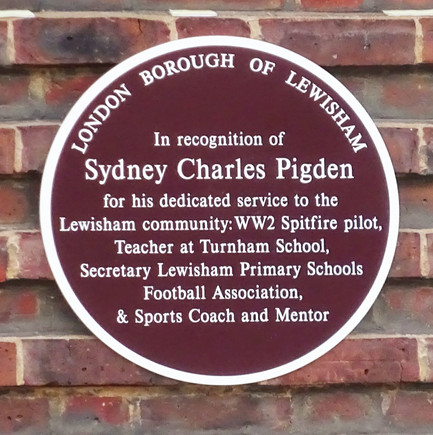 LONDON BOROUGH OF LEWISHAM
In recognition of
Sydney Charles Pigden
for his dedicated service to the
Lewisham community: WW2 Spitfire pilot,
Teacher at Turnham School,
Secretary Lewisham Primary Schools
Football Association,
& Sports Coach and Mentor